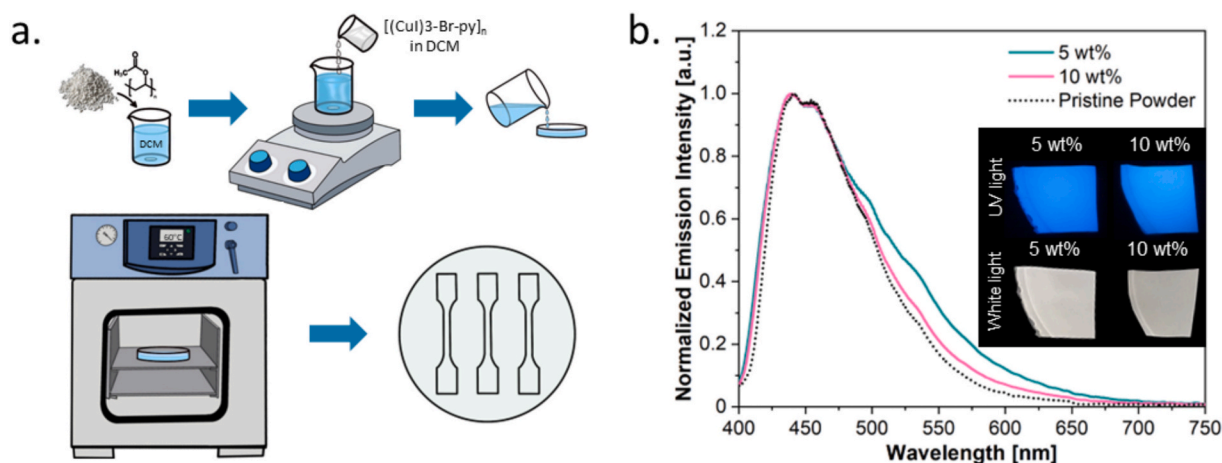 a.
[(CuI)3-Br-py]n
in DCM
H3C
O
O
n
DCM
60°C
b.
Normalized Emission Intensity [a.u.]
1.2
1.0
0.8
0.6
0.4
0.2
0
400 450 500 550 600 650 700 750
Wavelength [nm]
5 wt%
10 wt%
Pristine Powder
UV light
5 wt% 10 wt%
White light
5 wt% 10 wt%